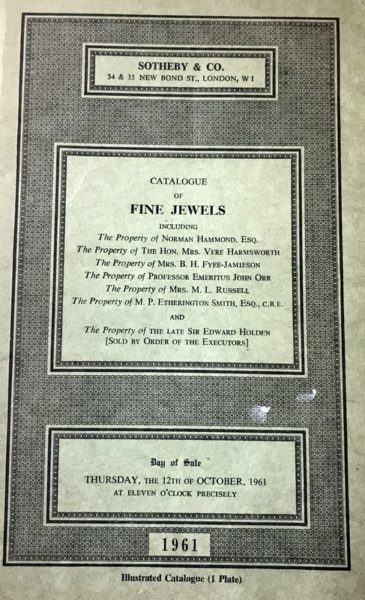 SOTHEBY & CO.
34 & 35 NEW BOND ST., LONDON, W 1
CATALOGUE
OF
FINE JEWELS
INCLUDING
The Property of NORMAN HAMMOND, ESQ.
The Property of THE HON. MRS. VERE HARMSWORTH
The Property of MRS. B. H. FYFE-JAMIESON
The Property of PROFESSOR EMERITUS JOHN ORR
The Property of MRS. M. L. RUSSELL
The Property of M. P. ETHERINGTON SMITH, ESQ., C.B.E.
AND
The Property of THE LATE SIR EDWARD HOLDEN
[SOLD BY ORDER OF THE EXECUTORS]
Day of Sale
THURSDAY, THE 12TH OF OCTOBER, 1961
AT ELEVEN O'CLOCK PRECISELY
1961
Illustrated Catalogue (1 Plate)